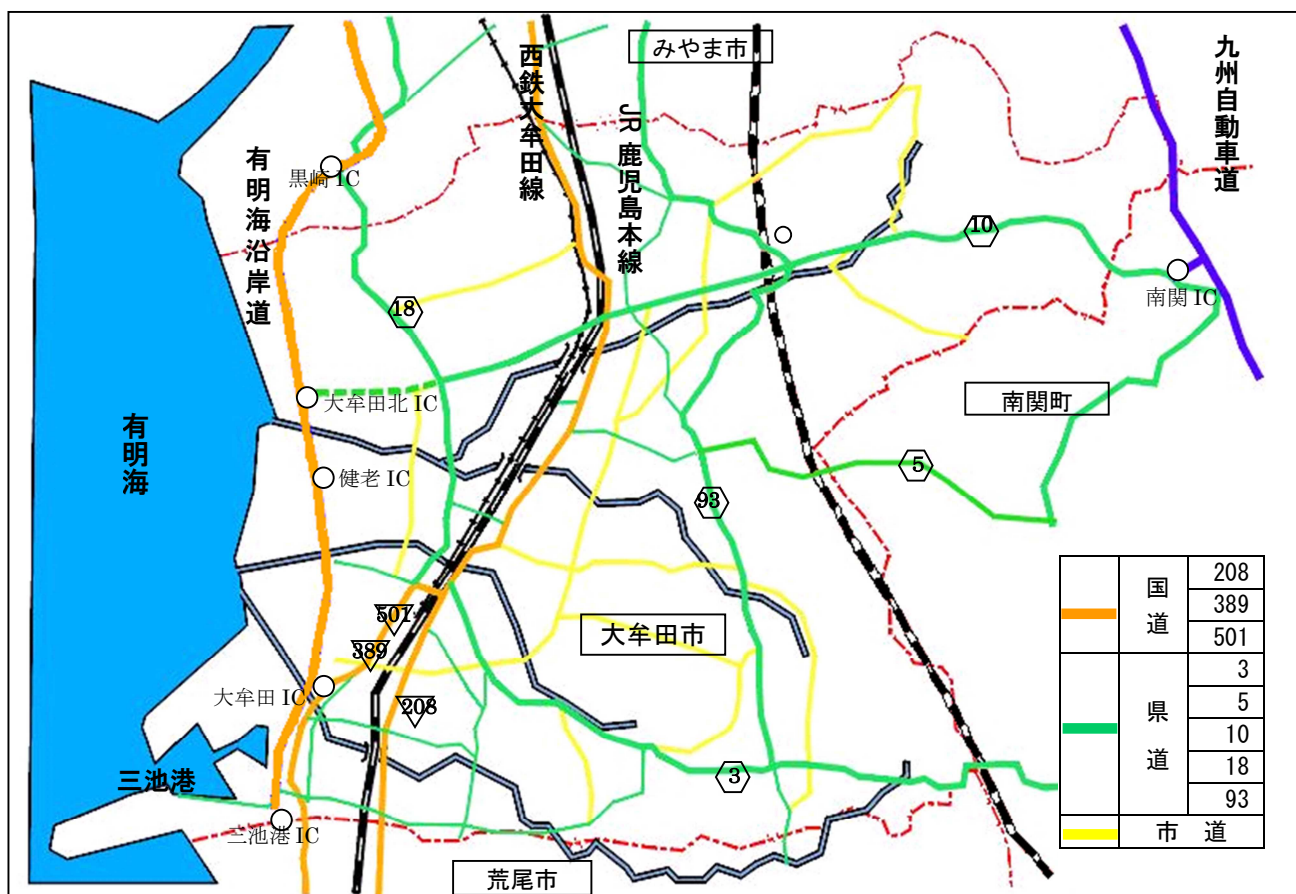 みやま市
九州自動車道
西鉄大牟田線
JR 鹿児島本線
有明海沿岸道
黒崎 IC
10
南関 IC
18
大牟田北 IC
南関町
有明海
健老 IC
5
93
501
389
大牟田市
大牟田 IC
208
三池港
3
三池港 IC
荒尾市
国道
208
389
501
県道
3
5
10
18
93
市 道